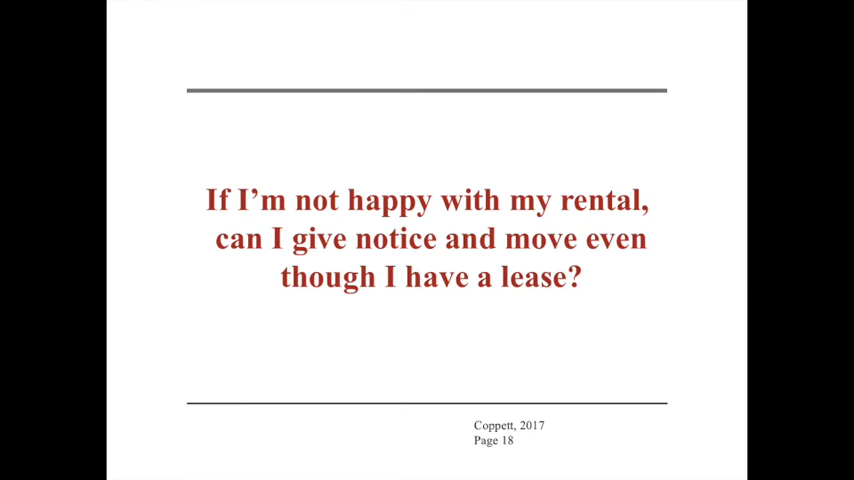 If I’m not happy with my rental,
can I give notice and move even
though I have a lease?
Coppett, 2017
Page 18